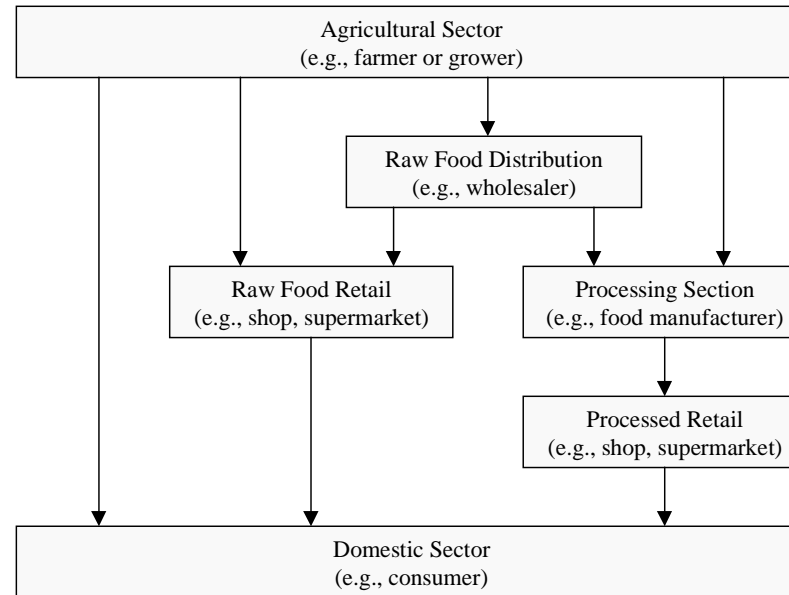 Agricultural Sector
(e.g., farmer or grower)
Raw Food Distribution
(e.g., wholesaler)
Raw Food Retail
(e.g., shop, supermarket)
Processing Section
(e.g., food manufacturer)
Processed Retail
(e.g., shop, supermarket)
Domestic Sector
(e.g., consumer)